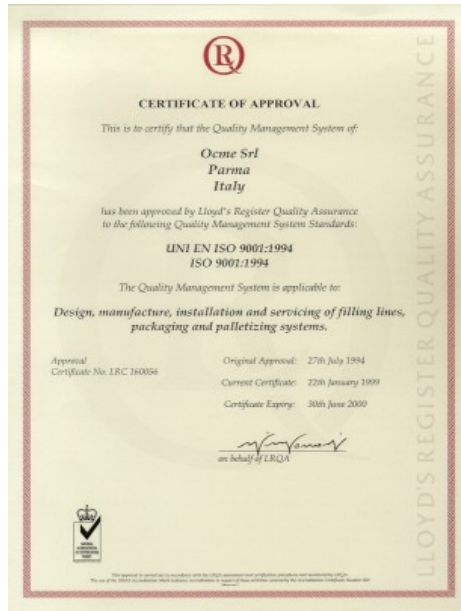 CERTIFICATE OF APPROVAL
This is to certify that the Quality Management System of:
Ocme Srl
Parma
Italy
has been approved by Lloyd's Register Quality Assurance
to the following Quality Management System Standards:
UNI EN ISO 9001:1994
ISO 9001:1994
The Quality Management System is applicable to:
Design, manufacture, installation and servicing of filling lines,
packaging and palletizing systems.
Approval
Certificate No: LRC 160056
Original Approval: 27th July 1994
Current Certificate: 22th January 1999
Certificate Expiry: 30th June 2000
on behalf of LRQA
LLOYD'S REGISTER QUALITY ASSURANCE